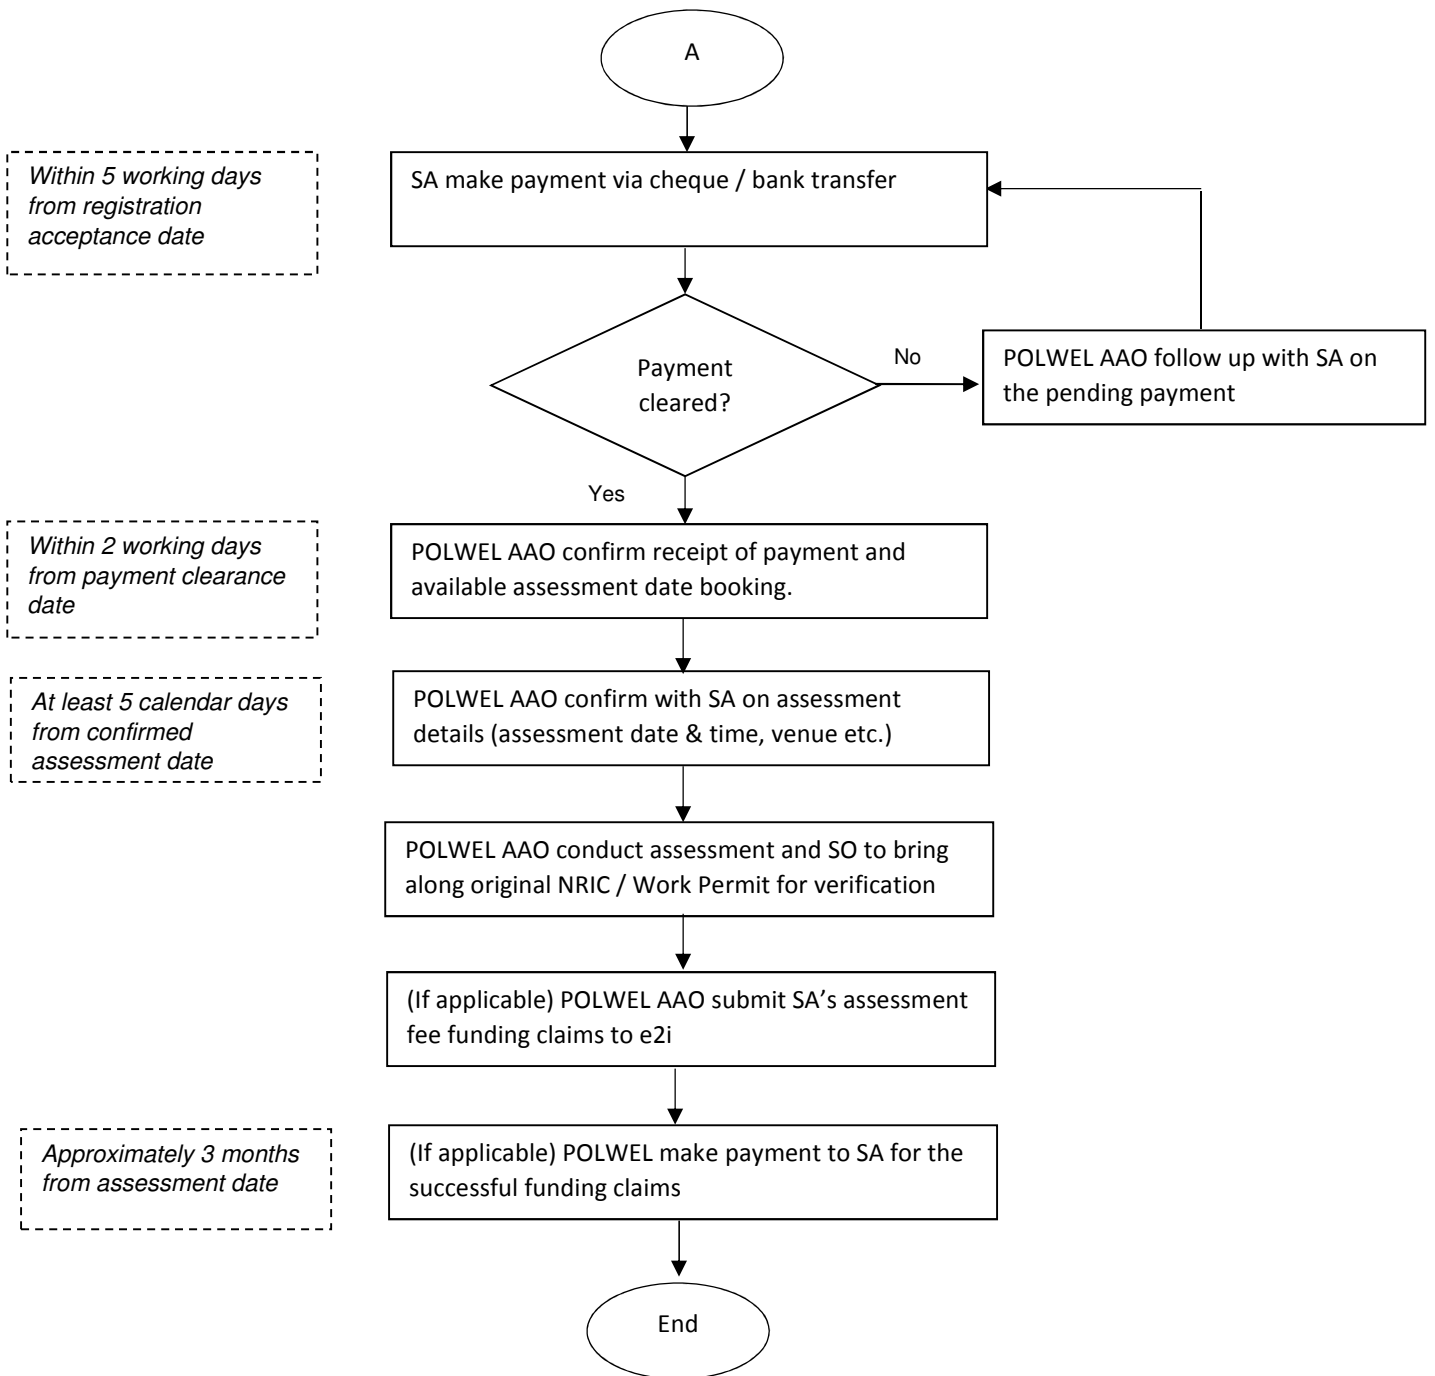 A
Within 5 working days
from registration
acceptance date
SA make payment via cheque / bank transfer
Payment
cleared?
No
POLWEL AAO follow up with SA on
the pending payment
Yes
Within 2 working days
from payment clearance
date
POLWEL AAO confirm receipt of payment and
available assessment date booking.
At least 5 calendar days
from confirmed
assessment date
POLWEL AAO confirm with SA on assessment
details (assessment date & time, venue etc.)
POLWEL AAO conduct assessment and SO to bring
along original NRIC / Work Permit for verification
(If applicable) POLWEL AAO submit SA’s assessment
fee funding claims to e2i
Approximately 3 months
from assessment date
(If applicable) POLWEL make payment to SA for the
successful funding claims
End